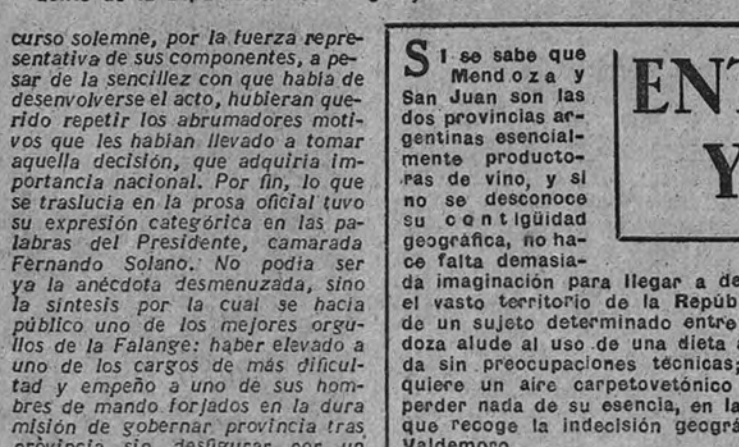 curso solemne, por la fuerza repre-
sentativa de sus componentes, a pe-
sar de la sencillez con que había de
desenvolverse el acto, hubieran que-
rido repetir los abrumadores moti-
vos que les habían llevado a tomar
aquella decisión, que adquiría im-
portancia nacional. Por fin, lo que
se traslucía en la prosa oficial tuvo
su expresión categórica en las pa-
labras del Presidente, camarada
Fernando Solano. No podía ser
ya la anécdota desmenuzada, sino
la síntesis por la cual se hacía
público uno de los mejores orgu-
llos de la Falange: haber elevado a
uno de los cargos de más dificul-
tad y empeño a uno de sus hom-
bres de mando forjados en la dura
misión de gobernar provincia tras
provincia sin desfigurar por un
SI se sabe que
Mendoza y
San Juan son las
dos provincias ar-
gentinas esencial-
mente producto-
ras de vino, y si
no se desconoce
su contigüidad
geográfica, no ha-
ce falta demasia-
da imaginación para llegar a de
el vasto territorio de la Repúb
de un sujeto determinado entre
doza alude al uso de una dieta
da sin preocupaciones técnicas;
quiere un aire carpetovetónico
perder nada de su esencia, en la
que recoge la indecisión geográ
Valdemoro
ENT
Y